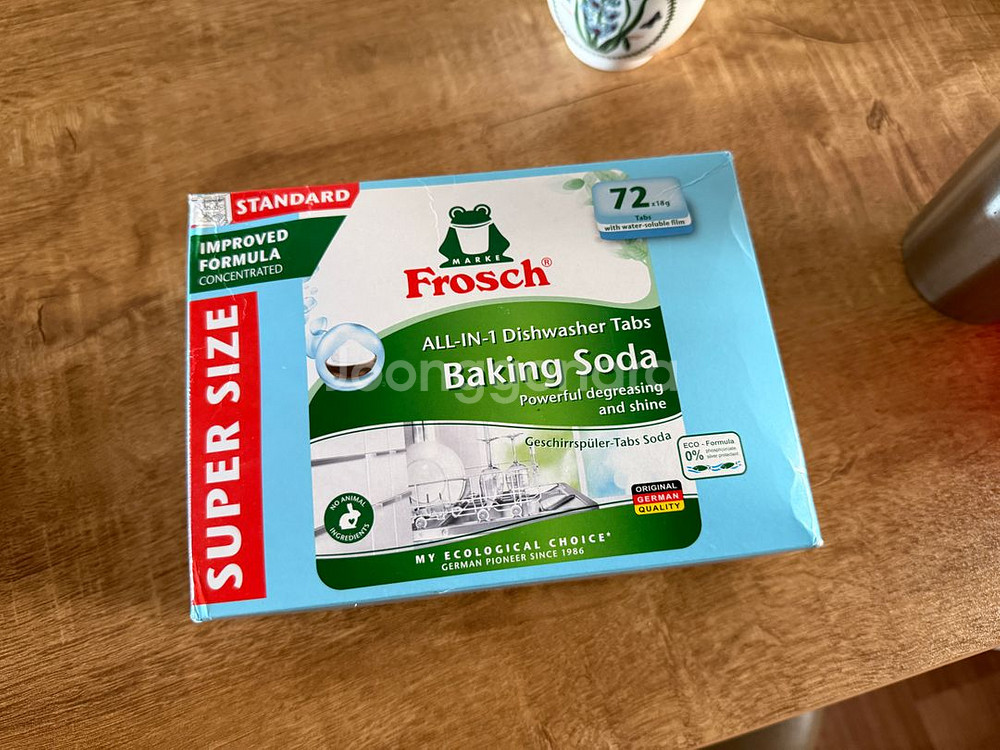 STANDARD
IMPROVED
FORMULA
CONCENTRATED
SUPER SIZE
72 x18g
Tabs
with water-soluble film
MARKE
Frosch®
ALL-IN-1 Dishwasher Tabs
Baking Soda
Powerful degreasing
and shine
Geschirrspüler-Tabs Soda
ECO - Formula
0%
NO ANIMAL
INGREDIENTS
ORIGINAL
GERMAN
QUALITY
MY ECOLOGICAL CHOICE*
GERMAN PIONEER SINCE 1986